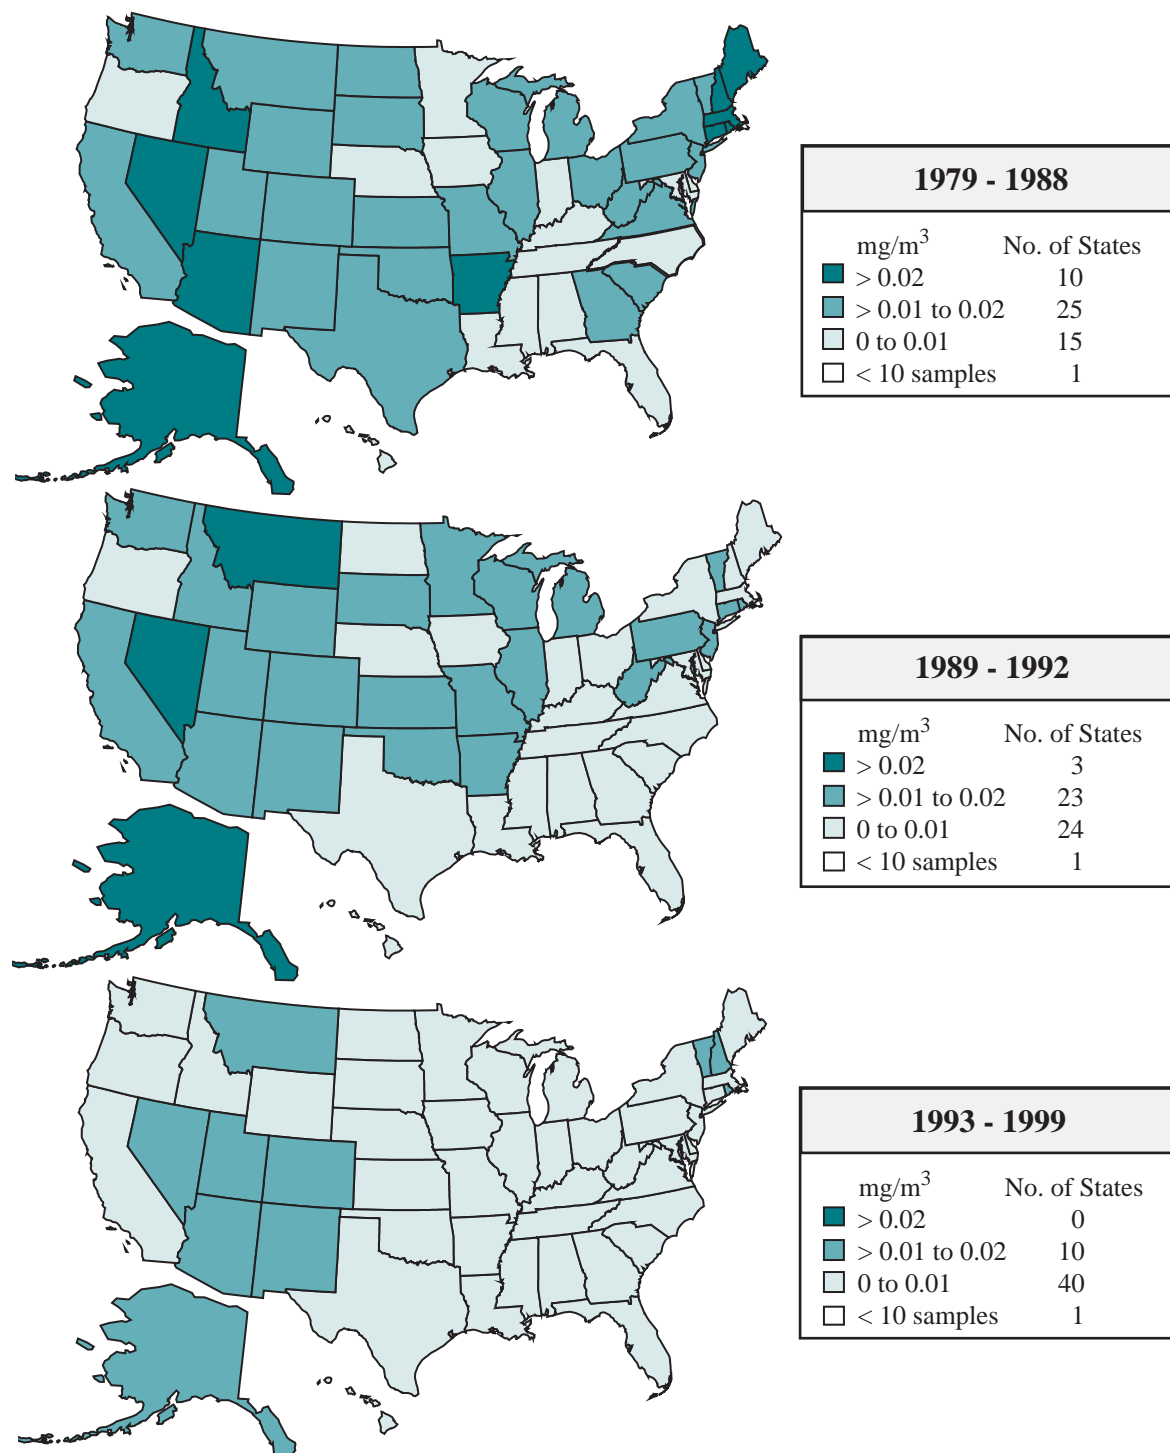 1979 - 1988
mg/m³ No. of States
> 0.02 10
> 0.01 to 0.02 25
0 to 0.01 15
< 10 samples 1
1989 - 1992
mg/m³ No. of States
> 0.02 3
> 0.01 to 0.02 23
0 to 0.01 24
< 10 samples 1
1993 - 1999
mg/m³ No. of States
> 0.02 0
> 0.01 to 0.02 10
0 to 0.01 40
< 10 samples 1